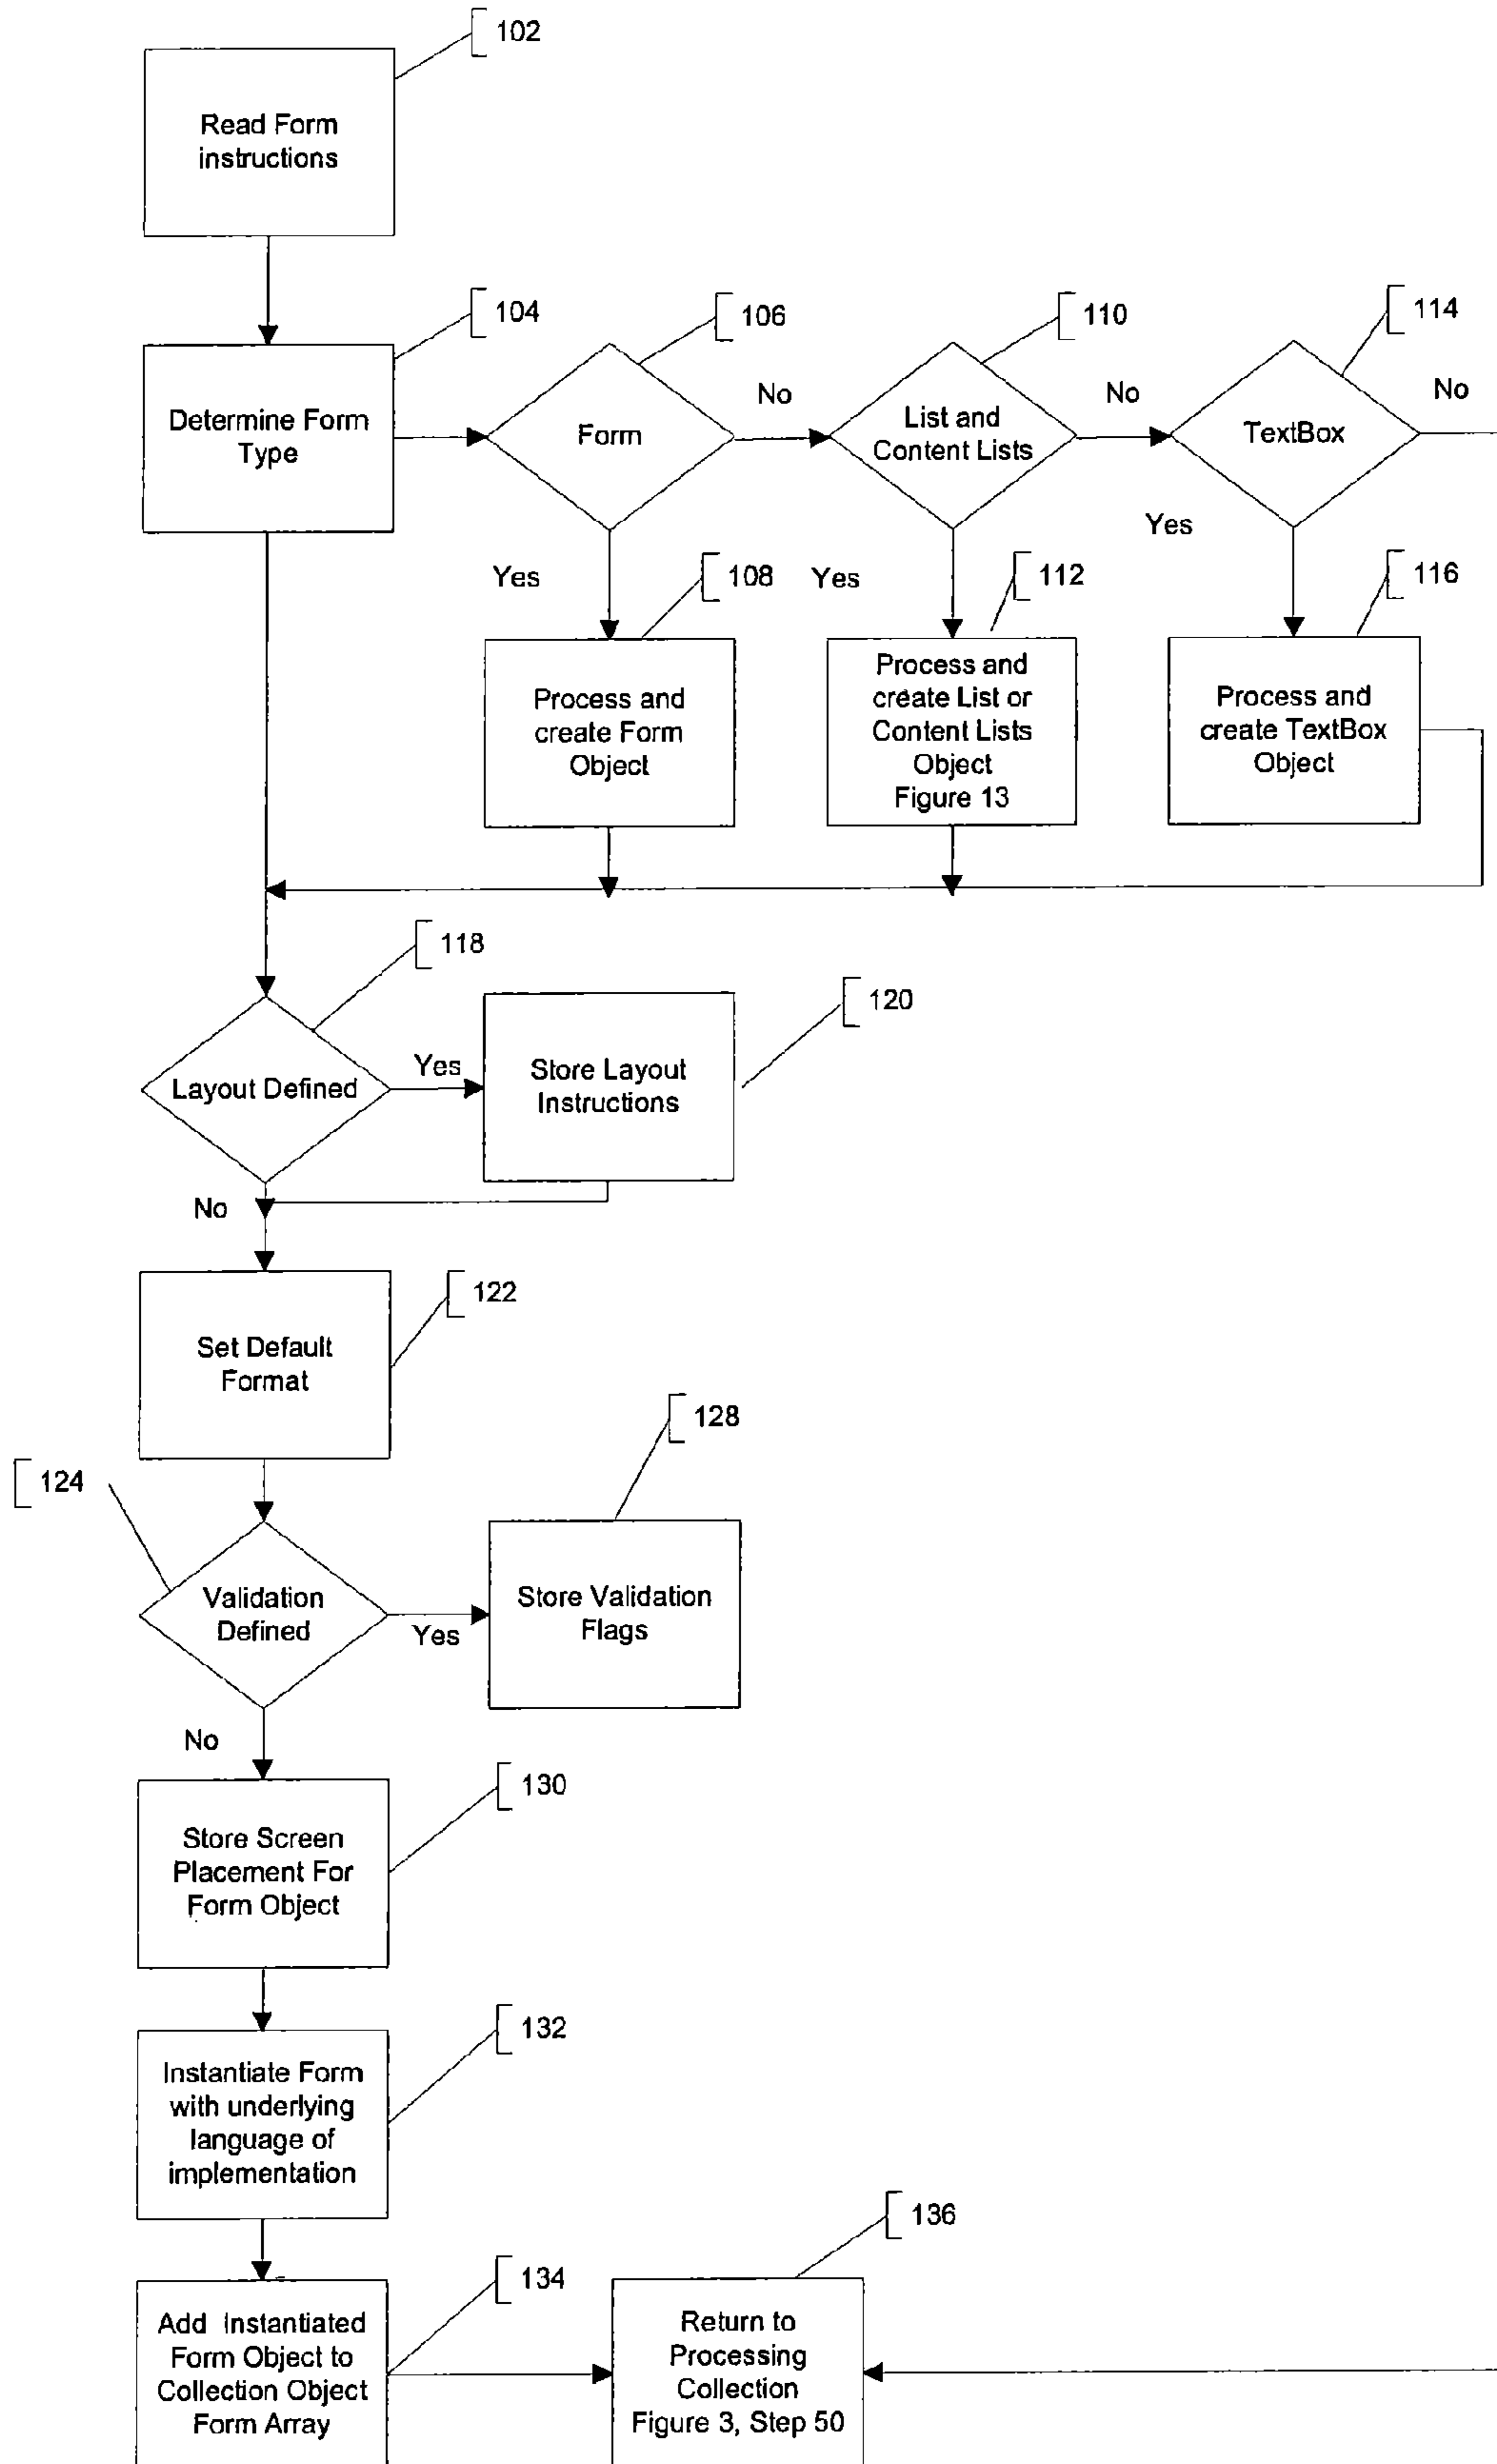 102
Read Form
instructions
104
106
110
114
Determine Form
Type
Form
No
List and
Content Lists
No
TextBox
No
Yes
108
Yes
112
Yes
116
Process and
create Form
Object
Process and
create List or
Content Lists
Object
Figure 13
Process and
create TextBox
Object
118
120
Layout Defined
Yes
Store Layout
Instructions
No
122
Set Default
Format
128
124
Validation
Defined
Yes
Store Validation
Flags
No
130
Store Screen
Placement For
Form Object
132
Instantiate Form
with underlying
language of
implementation
134
136
Add Instantiated
Form Object to
Collection Object
Form Array
Return to
Processing
Collection
Figure 3, Step 50